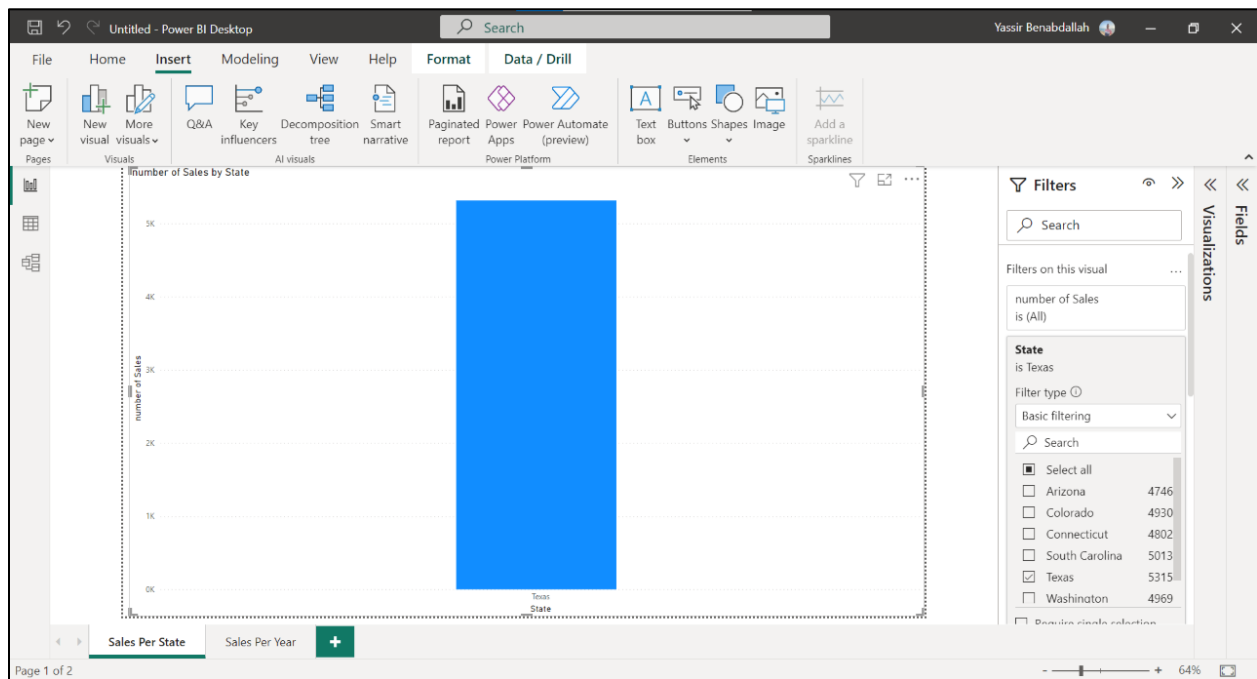 Untitled - Power BI Desktop
Search
Yassir Benabdallah
File Home Insert Modeling View Help Format Data / Drill
New page
New visual
More visuals
Q&A
Key influencers
Decomposition tree
Smart narrative
Paginated report
Power Apps
Power Automate (preview)
Text box
Buttons
Shapes
Image
Add a sparkline
Pages
Visuals
AI visuals
Power Platform
Elements
Sparklines
number of Sales by State
5K
4K
3K
2K
1K
0K
number of Sales
Texas
State
Filters
Search
Filters on this visual
number of Sales
is (All)
State
is Texas
Filter type
Basic filtering
Search
Select all
Arizona 4746
Colorado 4930
Connecticut 4802
South Carolina 5013
Texas 5315
Washington 4969
Require single selection
Visualizations
Fields
Sales Per State
Sales Per Year
Page 1 of 2
64%